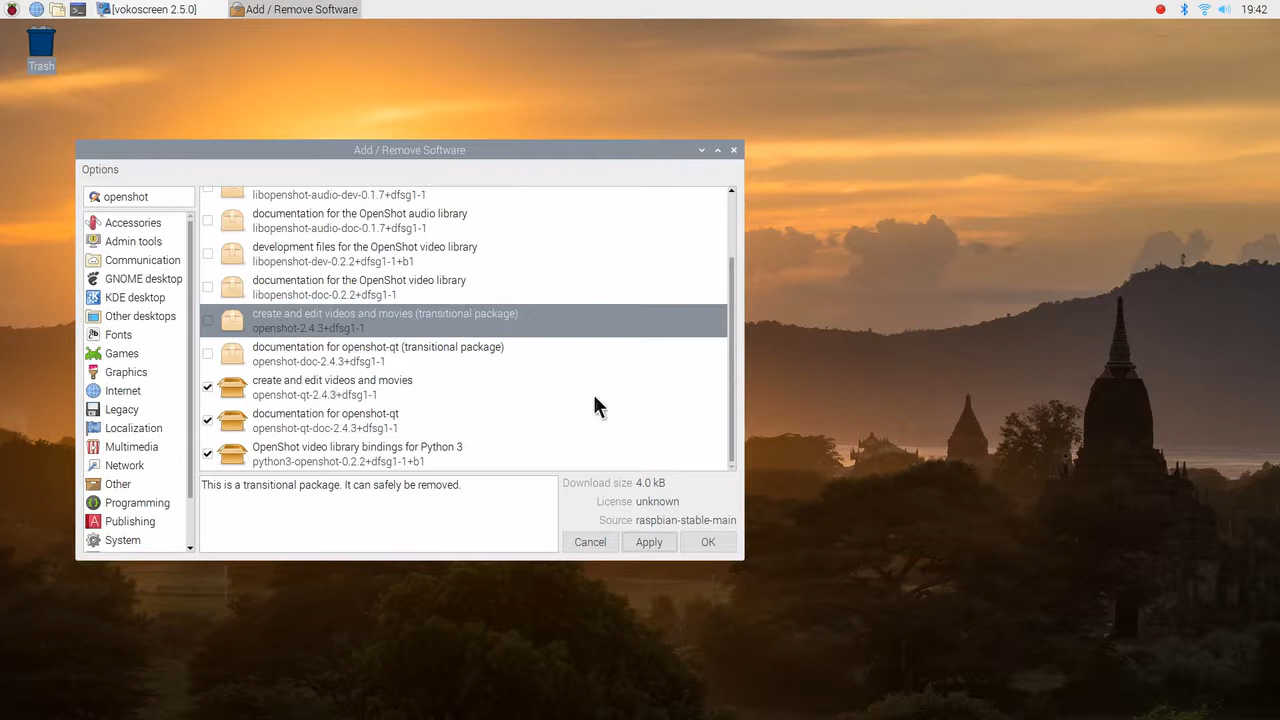 [vokoscreen 2.5.0]
Add / Remove Software
19:42
Trash
Add / Remove Software
Options
openshot
Accessories
Admin tools
Communication
GNOME desktop
KDE desktop
Other desktops
Fonts
Games
Graphics
Internet
Legacy
Localization
Multimedia
Network
Other
Programming
Publishing
System
libopenshot-audio-dev-0.1.7+dfsg1-1
documentation for the OpenShot audio library
libopenshot-audio-doc-0.1.7+dfsg1-1
development files for the OpenShot video library
libopenshot-dev-0.2.2+dfsg1-1+b1
documentation for the OpenShot video library
libopenshot-doc-0.2.2+dfsg1-1
create and edit videos and movies (transitional package)
openshot-2.4.3+dfsg1-1
documentation for openshot-qt (transitional package)
openshot-doc-2.4.3+dfsg1-1
create and edit videos and movies
openshot-qt-2.4.3+dfsg1-1
documentation for openshot-qt
openshot-qt-doc-2.4.3+dfsg1-1
OpenShot video library bindings for Python 3
python3-openshot-0.2.2+dfsg1-1+b1
This is a transitional package. It can safely be removed.
Download size 4.0 kB
License unknown
Source raspbian-stable-main
Cancel
Apply
OK